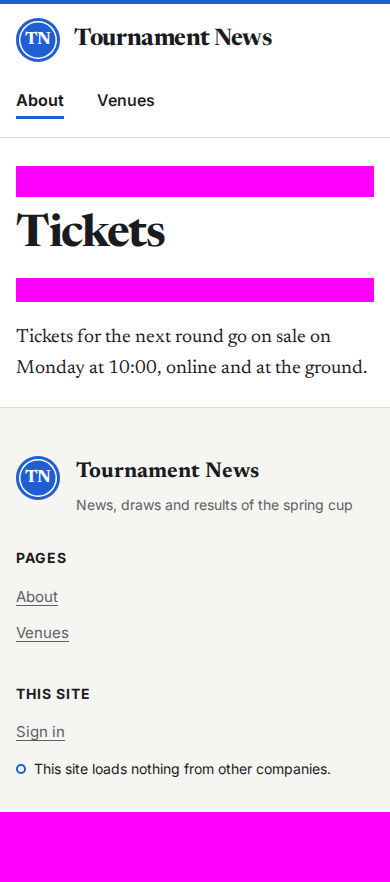 TN
Tournament News
About
Venues
Tickets
Tickets for the next round go on sale on
Monday at 10:00, online and at the ground.
TN
Tournament News
News, draws and results of the spring cup
PAGES
About
Venues
THIS SITE
Sign in
This site loads nothing from other companies.